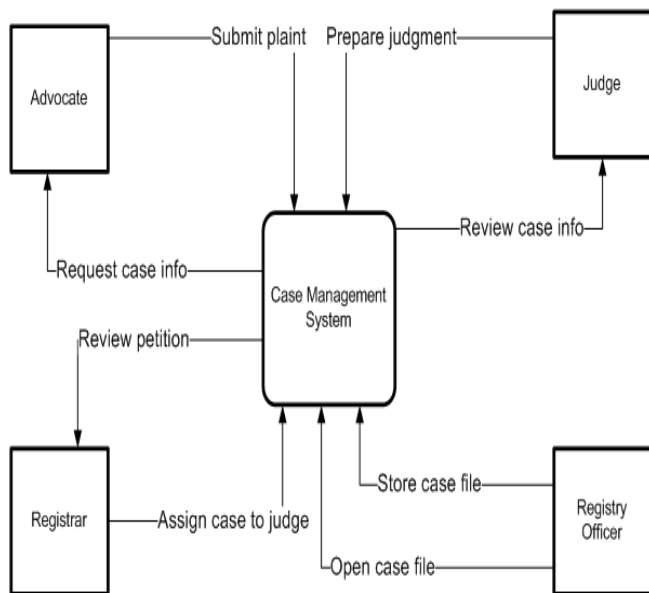 Submit plaint
Prepare judgment
Advocate
Judge
Review case info
Request case info
Case Management
System
Review petition
Store case file
Registrar
Assign case to judge
Registry
Officer
Open case file